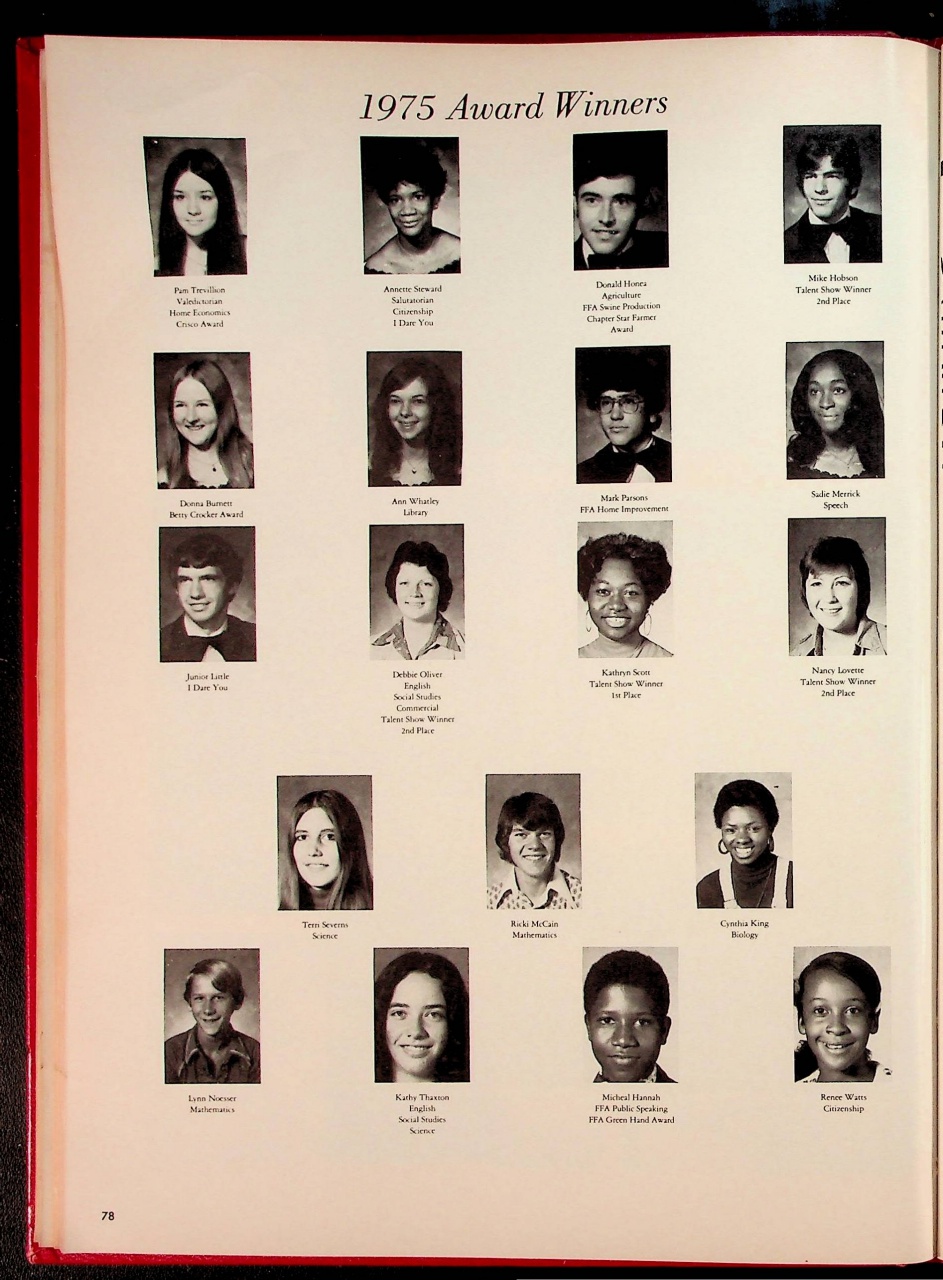 1975 Award Winners
Pam Trevillion
Valedictorian
Home Economics
Crisco Award
Annette Steward
Salutatorian
Citizenship
I Dare You
Donald Honea
Agriculture
FFA Swine Production
Chapter Star Farmer
Award
Mike Hobson
Talent Show Winner
2nd Place
Donna Burnett
Betty Crocker Award
Ann Whatley
Library
Mark Parsons
FFA Home Improvement
Sadie Merrick
Speech
Junior Little
I Dare You
Debbie Oliver
English
Social Studies
Commercial
Talent Show Winner
2nd Place
Kathryn Scott
Talent Show Winner
1st Place
Nancy Lovette
Talent Show Winner
2nd Place
Terri Severns
Science
Ricki McCain
Mathematics
Cynthia King
Biology
Lynn Noesser
Mathematics
Kathy Thaxton
English
Social Studies
Science
Micheal Hannah
FFA Public Speaking
FFA Green Hand Award
Renee Watts
Citizenship
78